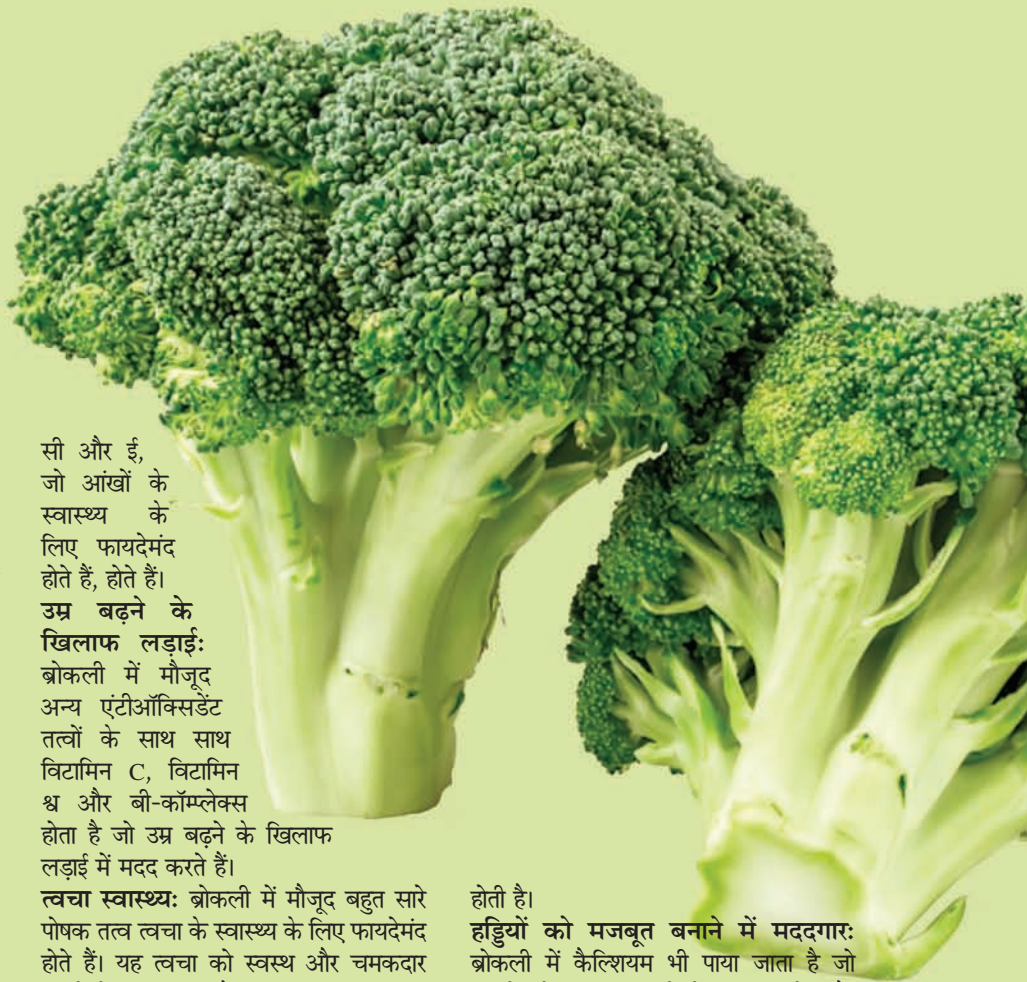 सी और ई,
जो आंखों के
स्वास्थ्य के
लिए फायदेमंद
होते हैं, होते हैं।
उम्र बढ़ने के
खिलाफ लड़ाईः
ब्रोकली में मौजूद
अन्य एंटीऑक्सिडेंट
तत्वों के साथ साथ
विटामिन C, विटामिन
श्व और बी-कॉम्प्लेक्स
होता है जो उम्र बढ़ने के खिलाफ
लड़ाई में मदद करते हैं।
त्वचा स्वास्थ्यः ब्रोकली में मौजूद बहुत सारे
पोषक तत्व त्वचा के स्वास्थ्य के लिए फायदेमंद
होते हैं। यह त्वचा को स्वस्थ और चमकदार
होती है।
हड्डियों को मजबूत बनाने में मददगारः
ब्रोकली में कैल्शियम भी पाया जाता है जो